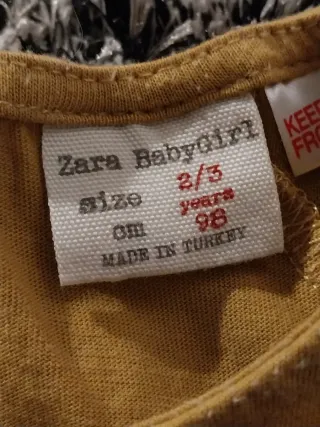 Zara BabyGirl
size 2/3
years
cm 98
MADE IN TURKEY
KEEP
FRO